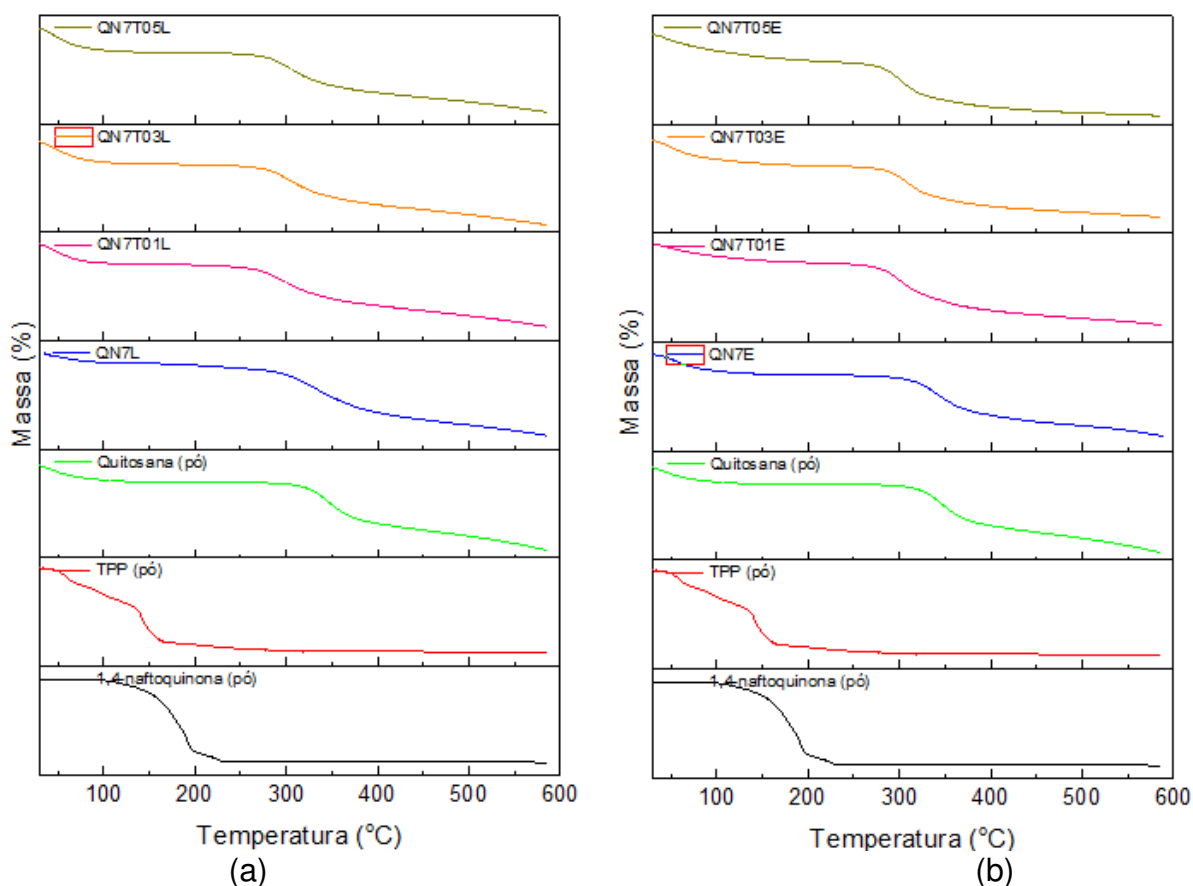 QN7T05L
QN7T03L
QN7T01L
QN7L
Quitosana (pó)
TPP (pó)
1,4 naftoquinona (pó)
Massa (%)
100 200 300 400 500 600
Temperatura (°C)
(a)
QN7T05E
QN7T03E
QN7T01E
QN7E
Quitosana (pó)
TPP (pó)
1,4 naftoquinona (pó)
Massa (%)
100 200 300 400 500 600
Temperatura (°C)
(b)